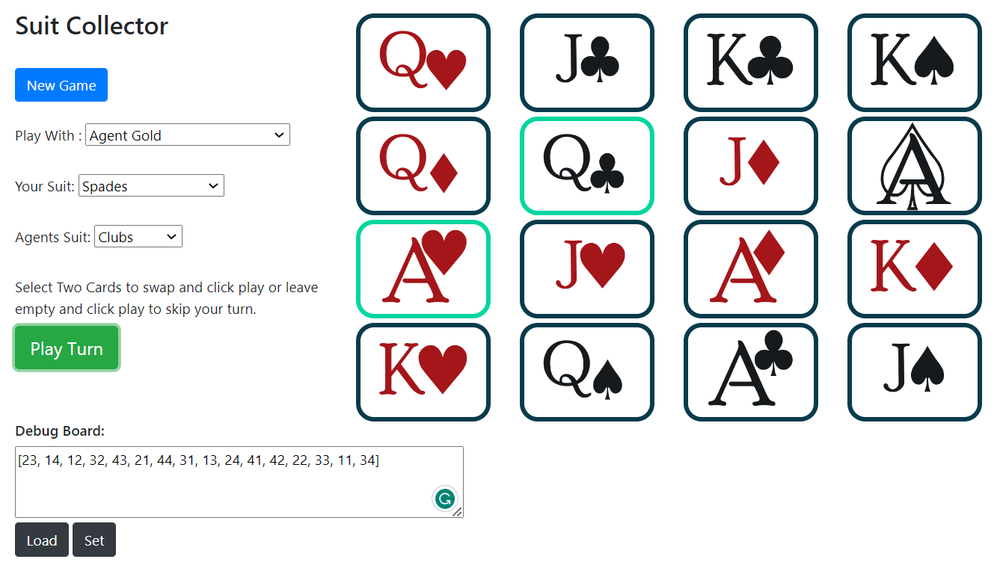 Suit Collector
New Game
Play With : Agent Gold
Your Suit: Spades
Agents Suit: Clubs
Select Two Cards to swap and click play or leave
empty and click play to skip your turn.
Play Turn
Debug Board:
[23, 14, 12, 32, 43, 21, 44, 31, 13, 24, 41, 42, 22, 33, 11, 34]
G
Load Set
Q♥ J♣ K♣ K♠
Q♦ Q♣ J♦ A♠
A♥ J♥ A♦ K♦
K♥ Q♠ A♣ J♠